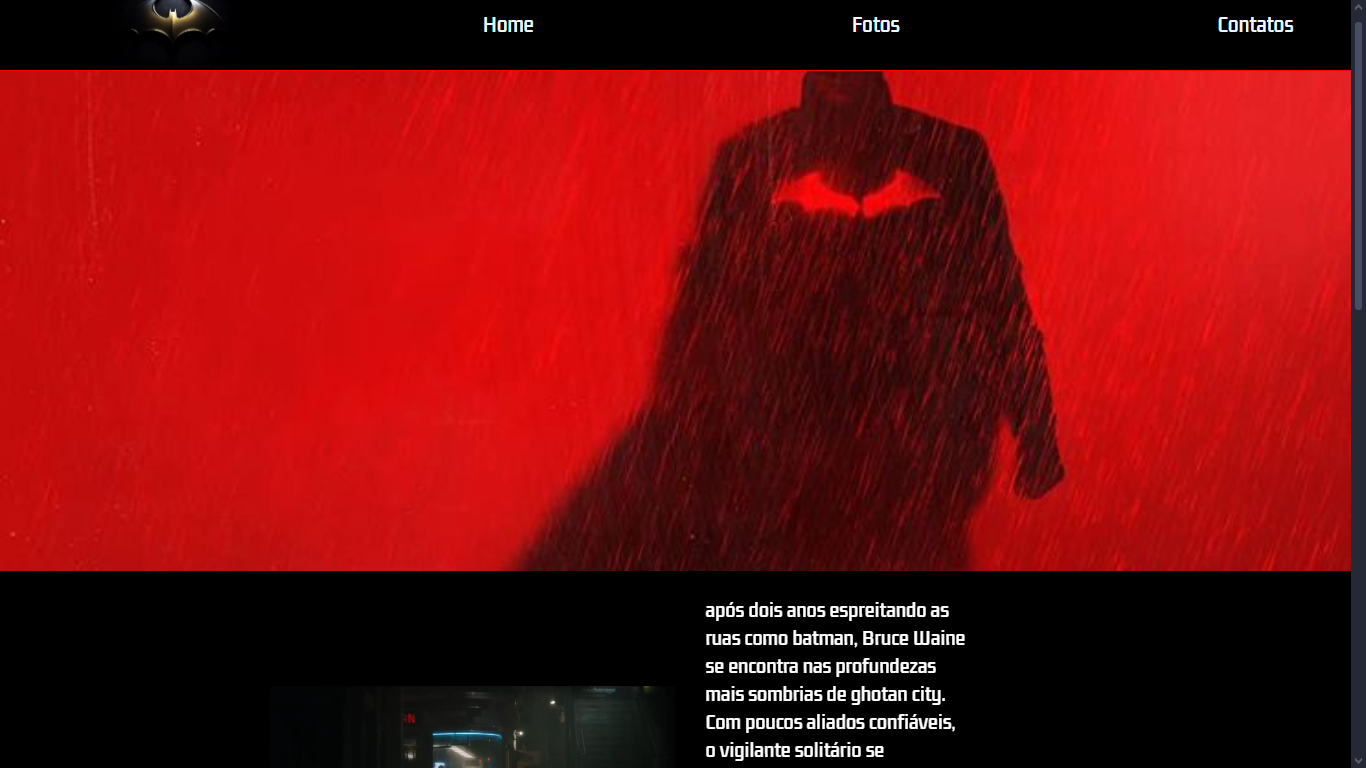 Home
Fotos
Contatos
após dois anos espreitando as
ruas como batman, Bruce Waine
se encontra nas profundezas
mais sombrias de ghotan city.
Com poucos aliados confiáveis,
o vigilante solitário se